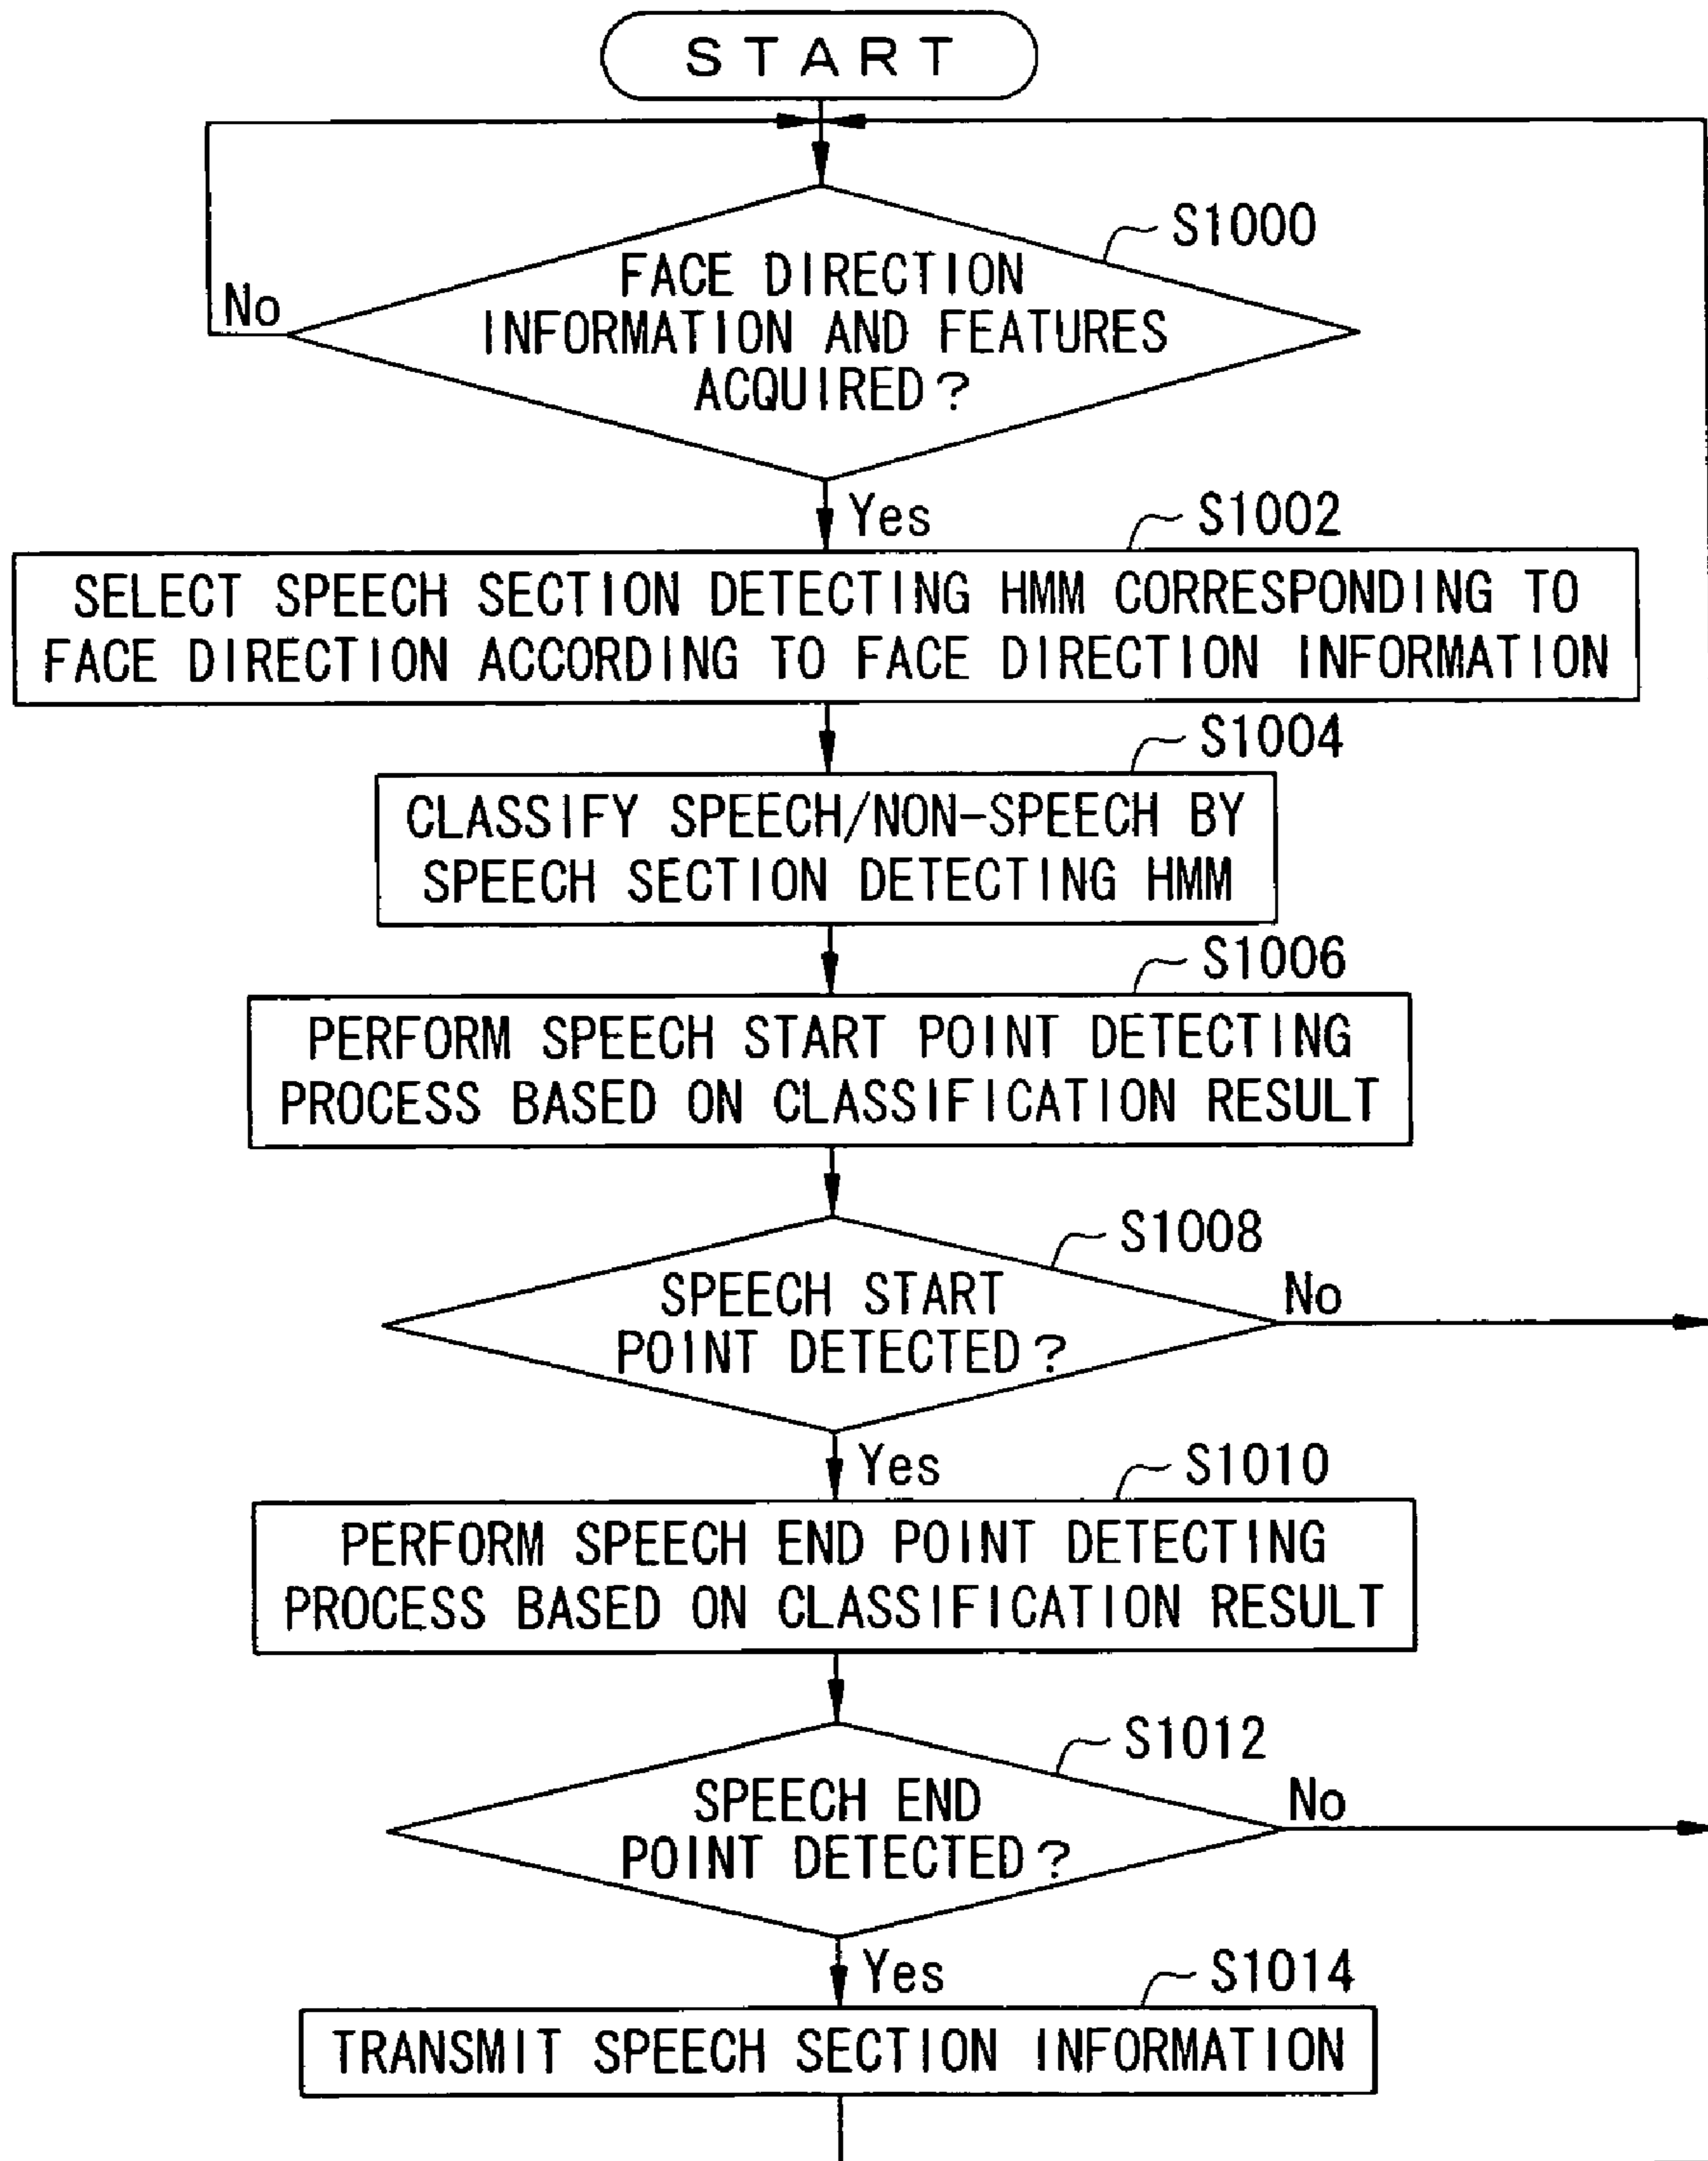 START
S1000
FACE DIRECTION
INFORMATION AND FEATURES
ACQUIRED?
No
Yes
S1002
SELECT SPEECH SECTION DETECTING HMM CORRESPONDING TO
FACE DIRECTION ACCORDING TO FACE DIRECTION INFORMATION
S1004
CLASSIFY SPEECH/NON-SPEECH BY
SPEECH SECTION DETECTING HMM
S1006
PERFORM SPEECH START POINT DETECTING
PROCESS BASED ON CLASSIFICATION RESULT
S1008
SPEECH START
POINT DETECTED?
No
Yes
S1010
PERFORM SPEECH END POINT DETECTING
PROCESS BASED ON CLASSIFICATION RESULT
S1012
SPEECH END
POINT DETECTED?
No
Yes
S1014
TRANSMIT SPEECH SECTION INFORMATION